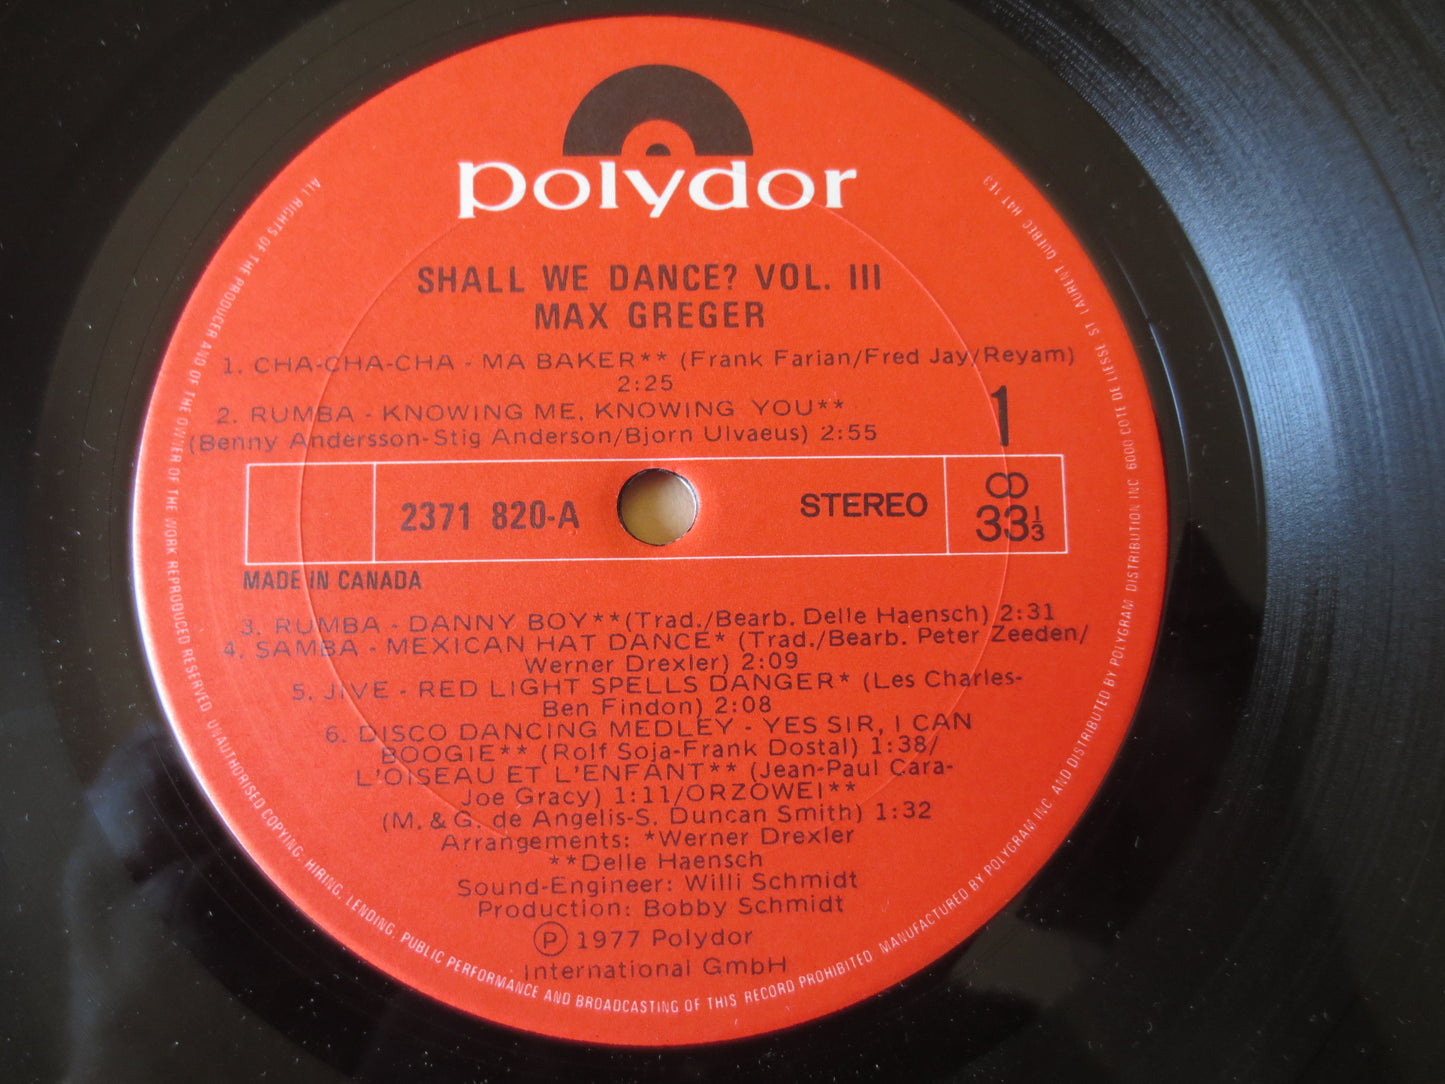 polydor
SHALL WE DANCE? VOL. III
MAX GREGER
1. CHA-CHA-CHA - MA BAKER** (Frank Farian/Fred Jay/Reyam)
2:25
2. RUMBA - KNOWING ME, KNOWING YOU**
(Benny Andersson-Stig Anderson/Bjorn Ulvaeus) 2:55
1
2371 820-A
STEREO
33 1/3
MADE IN CANADA
3. RUMBA - DANNY BOY**(Trad./Bearb. Delle Haensch) 2:31
4. SAMBA - MEXICAN HAT DANCE* (Trad./Bearb. Peter Zeeden/
Werner Drexler) 2:09
5. JIVE - RED LIGHT SPELLS DANGER* (Les Charles-
Ben Findon) 2:08
6. DISCO DANCING MEDLEY - YES SIR, I CAN
BOOGIE** (Rolf Soja-Frank Dostal) 1:38/
L'OISEAU ET L'ENFANT** (Jean-Paul Cara-
Joe Gracy) 1:11/ORZOWEI**
(M. & G. de Angelis-S. Duncan Smith) 1:32
Arrangements: *Werner Drexler
**Delle Haensch
Sound-Engineer: Willi Schmidt
Production: Bobby Schmidt
Ⓟ 1977 Polydor
International GmbH
ALL RIGHTS OF THE PRODUCER AND OF THE OWNER OF THE WORK REPRODUCED RESERVED. UNAUTHORISED COPYING, HIRING, LENDING, PUBLIC PERFORMANCE AND BROADCASTING OF THIS RECORD PROHIBITED. MANUFACTURED BY POLYGRAM INC AND DISTRIBUTED BY POLYGRAM DISTRIBUTION INC 6000 COTE DE LIESSE ST LAURENT QUEBEC H4T 1E3